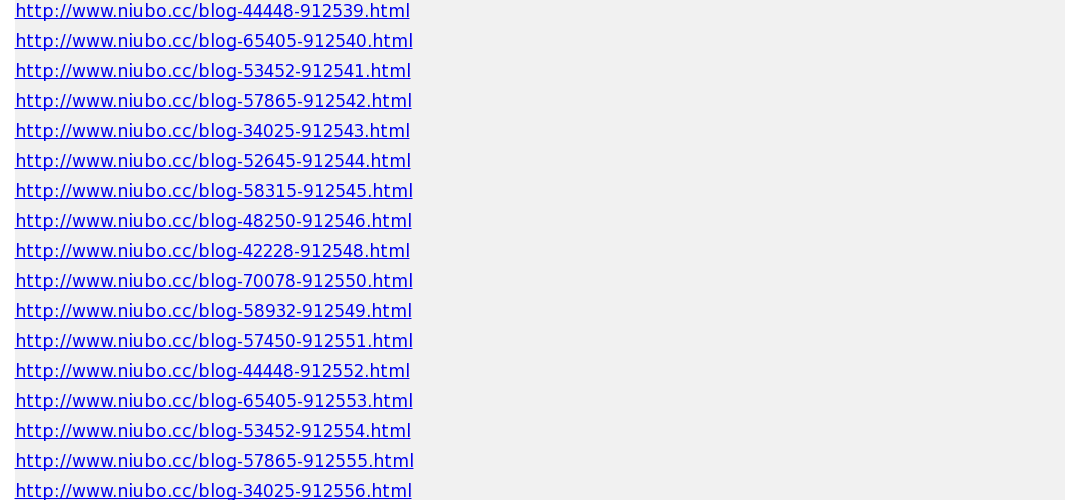 http://www.niubo.cc/blog-44448-912539.html
http://www.niubo.cc/blog-65405-912540.html
http://www.niubo.cc/blog-53452-912541.html
http://www.niubo.cc/blog-57865-912542.html
http://www.niubo.cc/blog-34025-912543.html
http://www.niubo.cc/blog-52645-912544.html
http://www.niubo.cc/blog-58315-912545.html
http://www.niubo.cc/blog-48250-912546.html
http://www.niubo.cc/blog-42228-912548.html
http://www.niubo.cc/blog-70078-912550.html
http://www.niubo.cc/blog-58932-912549.html
http://www.niubo.cc/blog-57450-912551.html
http://www.niubo.cc/blog-44448-912552.html
http://www.niubo.cc/blog-65405-912553.html
http://www.niubo.cc/blog-53452-912554.html
http://www.niubo.cc/blog-57865-912555.html
http://www.niubo.cc/blog-34025-912556.html